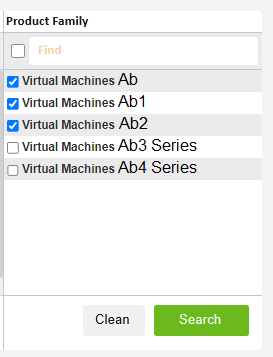 Product Family
Find
Virtual Machines Ab
Virtual Machines Ab1
Virtual Machines Ab2
Virtual Machines Ab3 Series
Virtual Machines Ab4 Series
Clean Search